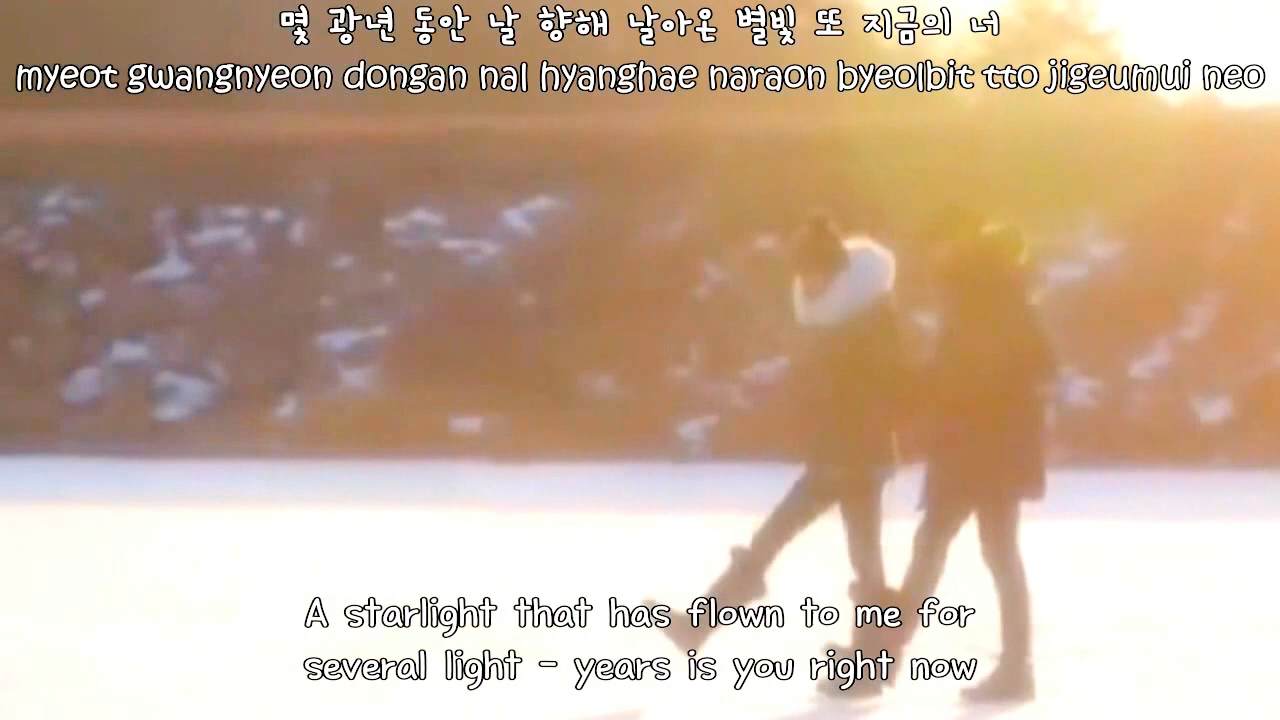 몇 광년 동안 날 향해 날아온 별빛 또 지금의 너
myeot gwangnyeon dongan nal hyanghae naraon byeolbit tto jigeumui neo
A starlight that has flown to me for
several light - years is you right now